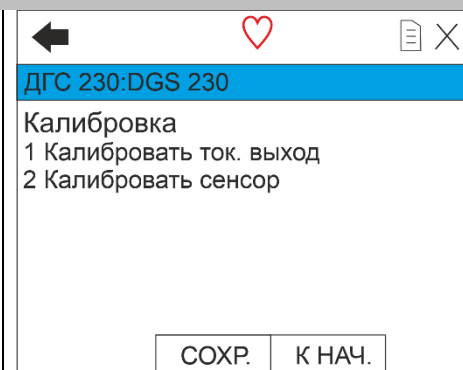 ДГС 230:DGS 230
Калибровка
1 Калибровать ток. выход
2 Калибровать сенсор
СОХР. К НАЧ.